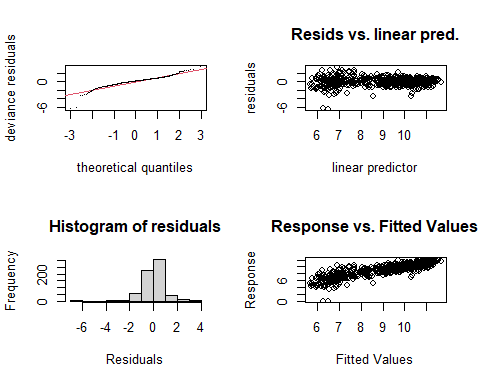 deviance residuals
0
-6
-3
-1
0
1
2
3
theoretical quantiles
Resids vs. linear pred.
residuals
0
-6
6
7
8
9
10
linear predictor
Histogram of residuals
Frequency
200
0
-6
-4
-2
0
2
4
Residuals
Response vs. Fitted Values
Response
6
0
6
7
8
9
10
Fitted Values